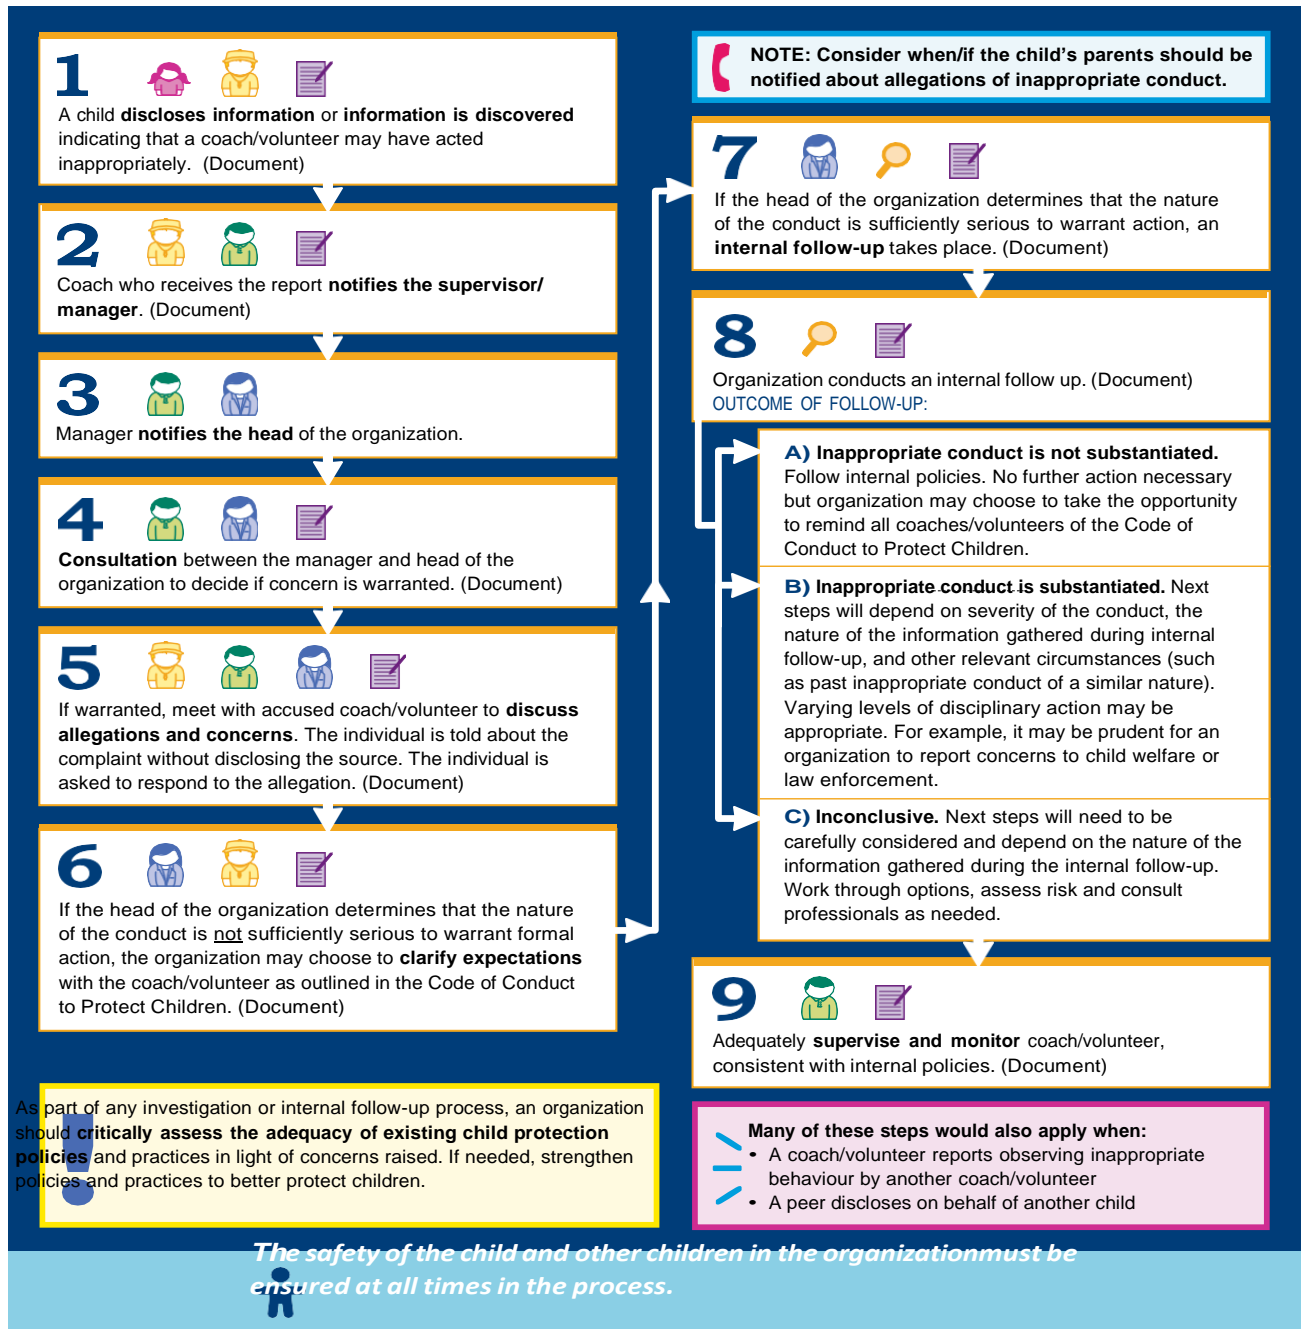 1
A child discloses information or information is discovered
indicating that a coach/volunteer may have acted
inappropriately. (Document)
2
Coach who receives the report notifies the supervisor/
manager. (Document)
3
Manager notifies the head of the organization.
4
Consultation between the manager and head of the
organization to decide if concern is warranted. (Document)
5
If warranted, meet with accused coach/volunteer to discuss
allegations and concerns. The individual is told about the
complaint without disclosing the source. The individual is
asked to respond to the allegation. (Document)
6
If the head of the organization determines that the nature
of the conduct is not sufficiently serious to warrant formal
action, the organization may choose to clarify expectations
with the coach/volunteer as outlined in the Code of Conduct
to Protect Children. (Document)
As part of any investigation or internal follow-up process, an organization
should critically assess the adequacy of existing child protection
policies and practices in light of concerns raised. If needed, strengthen
policies and practices to better protect children.
NOTE: Consider when/if the child's parents should be
notified about allegations of inappropriate conduct.
7
If the head of the organization determines that the nature
of the conduct is sufficiently serious to warrant action, an
internal follow-up takes place. (Document)
8
Organization conducts an internal follow up. (Document)
OUTCOME OF FOLLOW-UP:
A) Inappropriate conduct is not substantiated.
Follow internal policies. No further action necessary
but organization may choose to take the opportunity
to remind all coaches/volunteers of the Code of
Conduct to Protect Children.
B) Inappropriate conduct is substantiated. Next
steps will depend on severity of the conduct, the
nature of the information gathered during internal
follow-up, and other relevant circumstances (such
as past inappropriate conduct of a similar nature).
Varying levels of disciplinary action may be
appropriate. For example, it may be prudent for an
organization to report concerns to child welfare or
law enforcement.
C) Inconclusive. Next steps will need to be
carefully considered and depend on the nature of the
information gathered during the internal follow-up.
Work through options, assess risk and consult
professionals as needed.
9
Adequately supervise and monitor coach/volunteer,
consistent with internal policies. (Document)
Many of these steps would also apply when:
• A coach/volunteer reports observing inappropriate
behaviour by another coach/volunteer
• A peer discloses on behalf of another child
The safety of the child and other children in the organizationmust be
ensured at all times in the process.